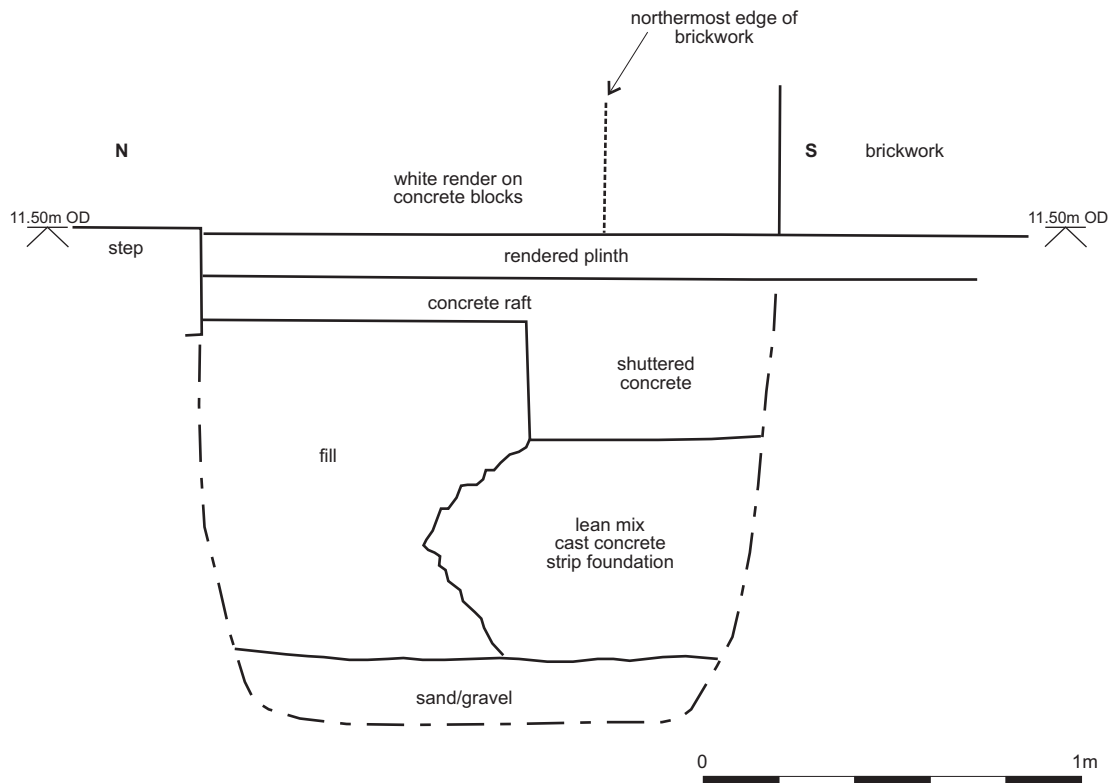 northermost edge of
brickwork
N
S
brickwork
white render on
concrete blocks
11.50m OD
11.50m OD
step
rendered plinth
concrete raft
shuttered
concrete
fill
lean mix
cast concrete
strip foundation
sand/gravel
0
1m